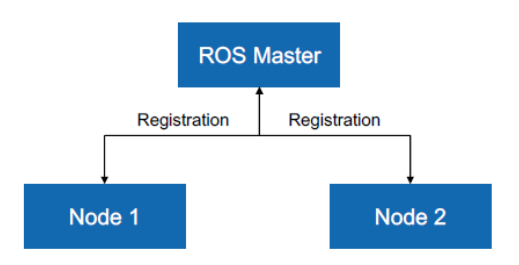 ROS Master
Registration
Registration
Node 1
Node 2